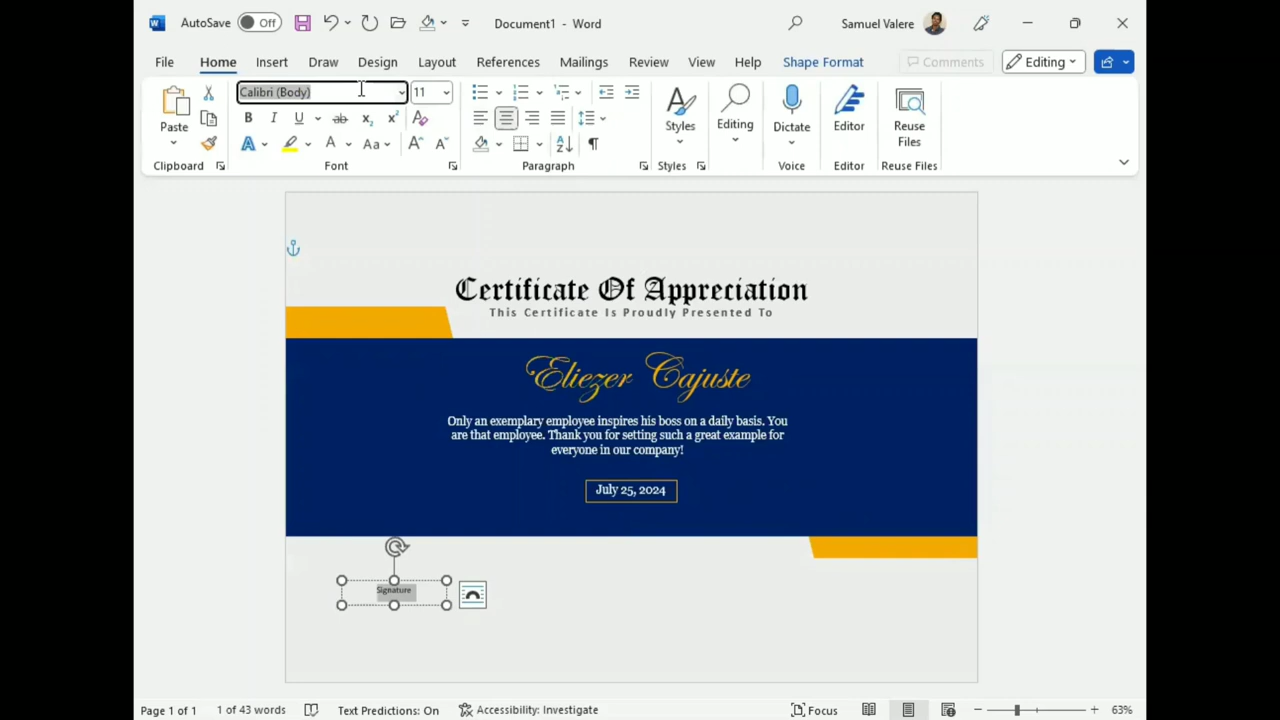 AutoSave Off Document1 - Word Samuel Valere
File Home Insert Draw Design Layout References Mailings Review View Help Shape Format Comments Editing
Calibri (Body) 11
Paste
Styles
Editing
Dictate
Editor
Reuse
Files
Clipboard Font Paragraph Styles Voice Editor Reuse Files
Certificate Of Appreciation
This Certificate Is Proudly Presented To
Eliezer Cajuste
Only an exemplary employee inspires his boss on a daily basis. You
are that employee. Thank you for setting such a great example for
everyone in our company!
July 25, 2024
Signature
Page 1 of 1 1 of 43 words Text Predictions: On Accessibility: Investigate Focus 63%